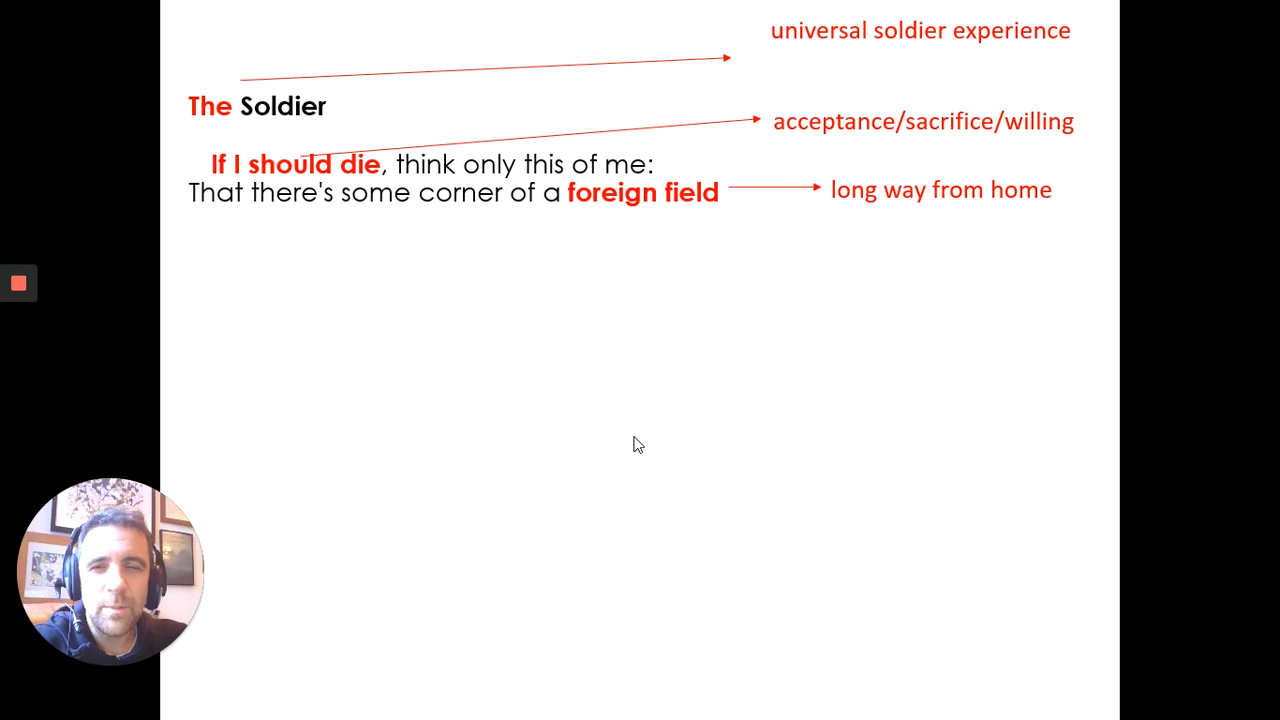 universal soldier experience
The Soldier
acceptance/sacrifice/willing
If I should die, think only this of me:
That there's some corner of a foreign field
long way from home